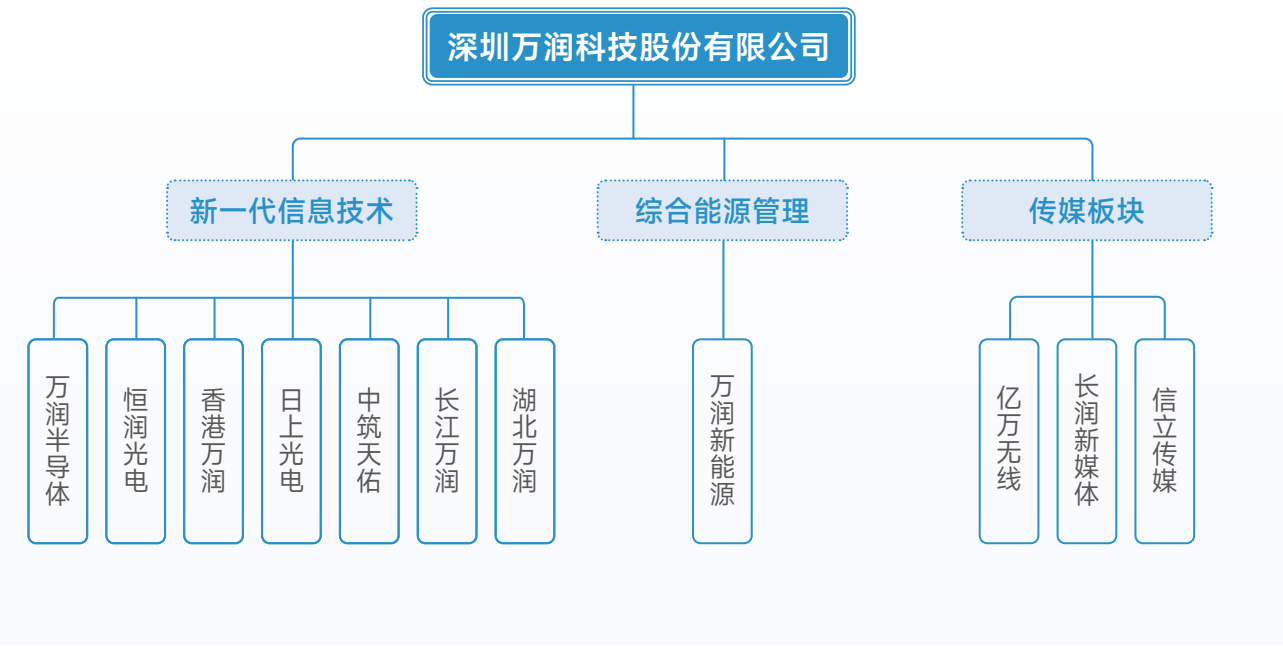 深圳万润科技股份有限公司
新一代信息技术
综合能源管理
传媒板块
万润半导体
恒润光电
香港万润
日上光电
中筑天佑
长江万润
湖北万润
万润新能源
亿万无线
长润新媒体
信立传媒